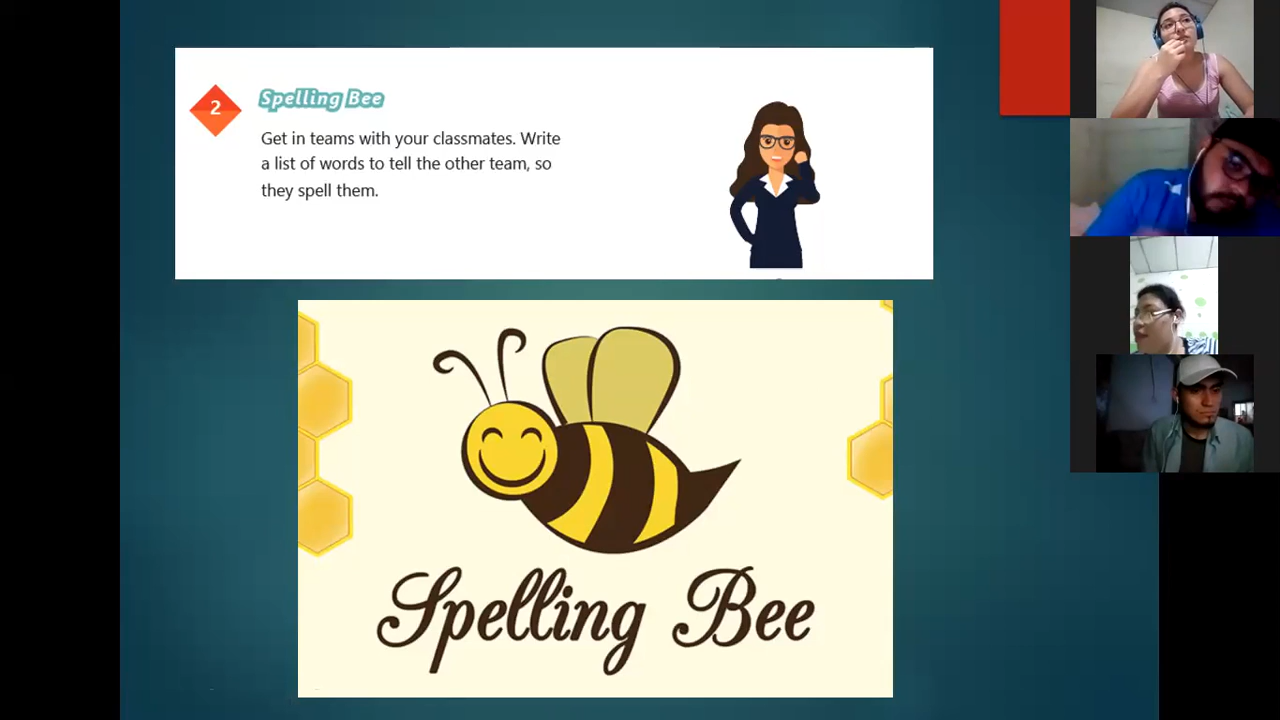 2
Spelling Bee
Get in teams with your classmates. Write
a list of words to tell the other team, so
they spell them.
Spelling Bee